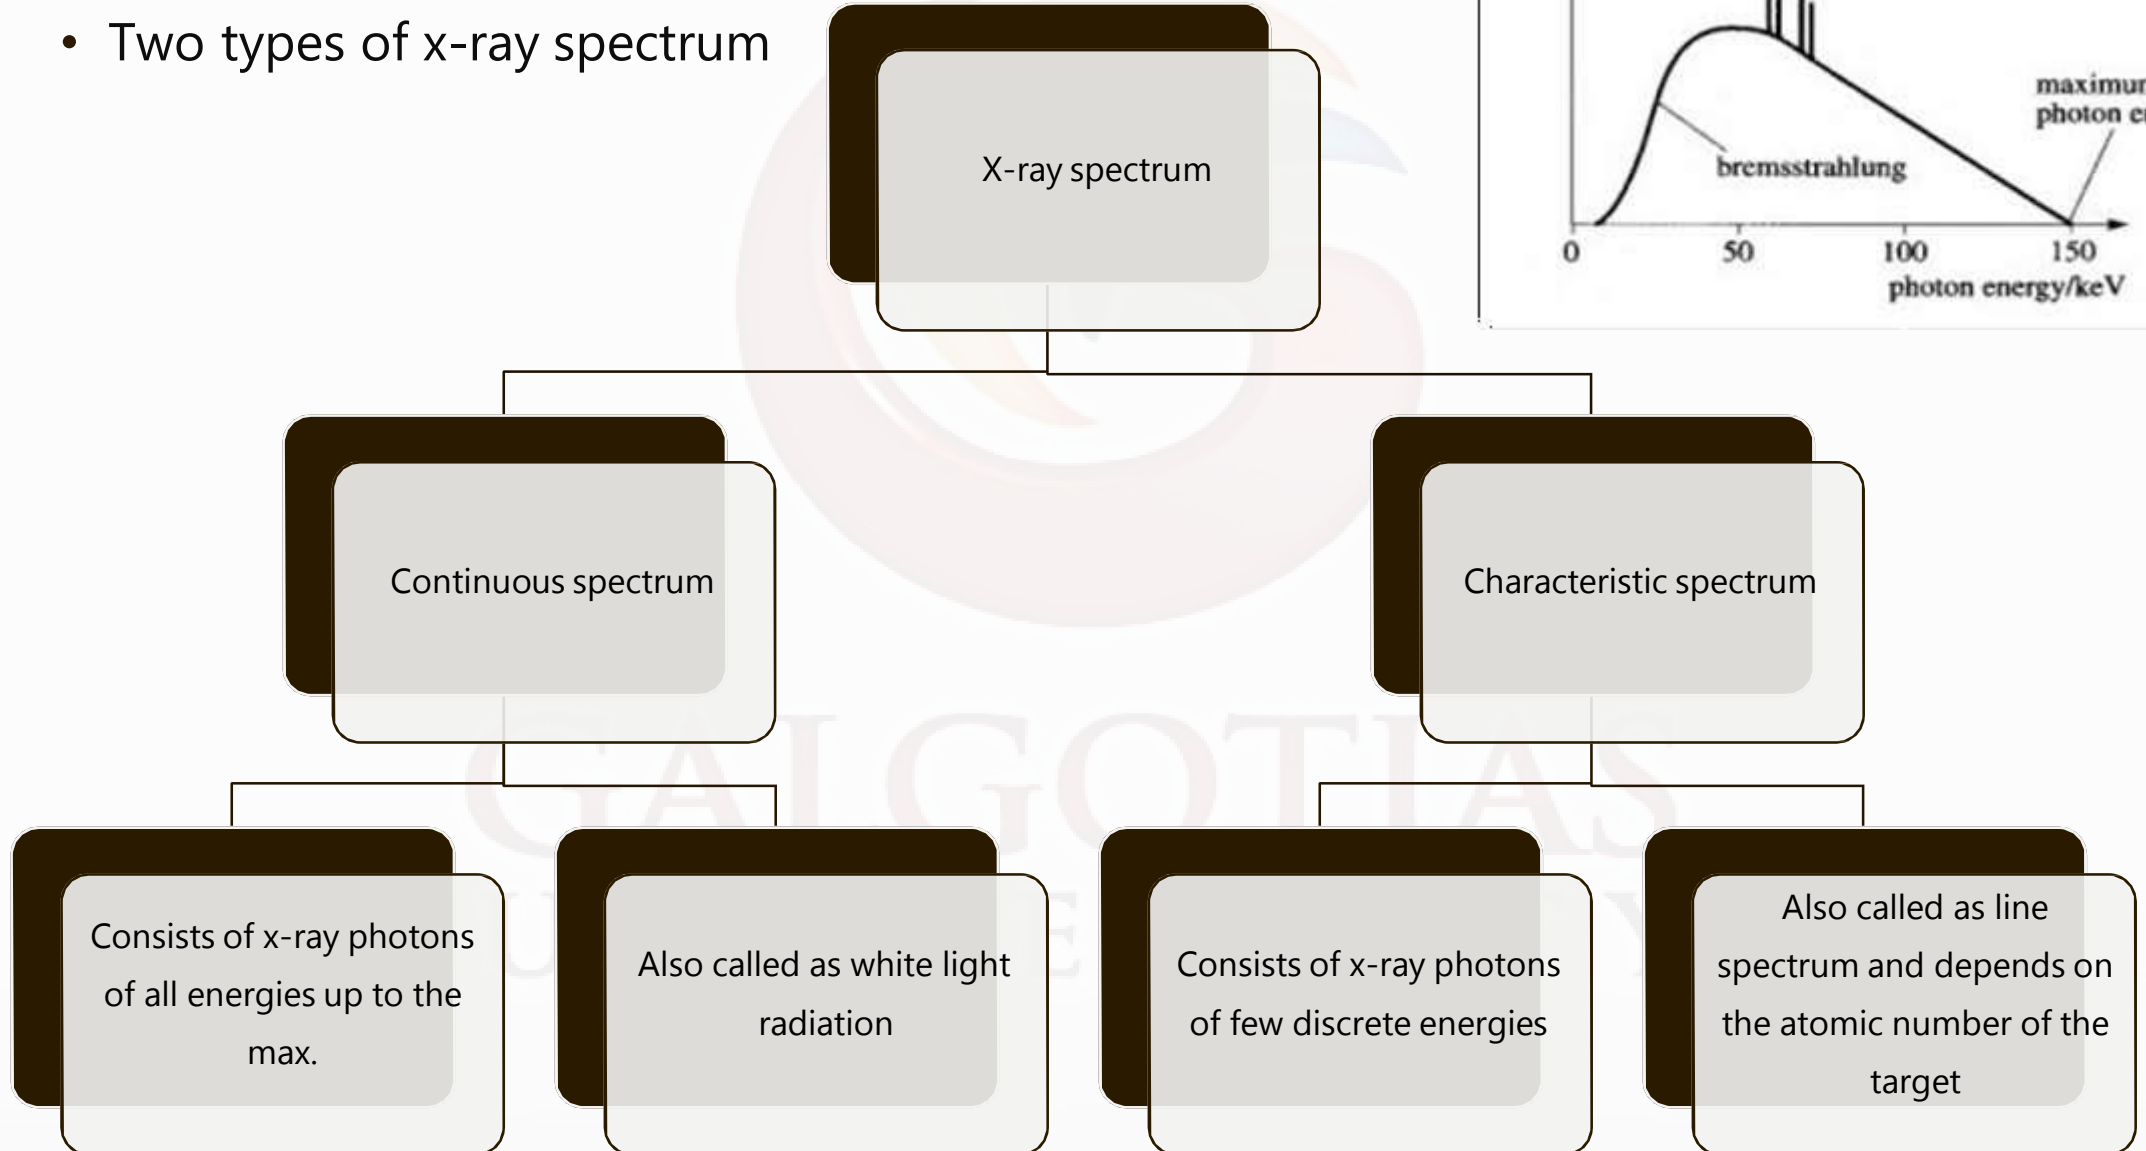 • Two types of x-ray spectrum
X-ray spectrum
bremsstrahlung
photon
0 50 100 150
photon energy/keV
Continuous spectrum
Characteristic spectrum
Consists of x-ray photons
of all energies up to the
max.
Also called as white light
radiation
Consists of x-ray photons
of few discrete energies
Also called as line
spectrum and depends on
the atomic number of the
target
GALGOTIAS